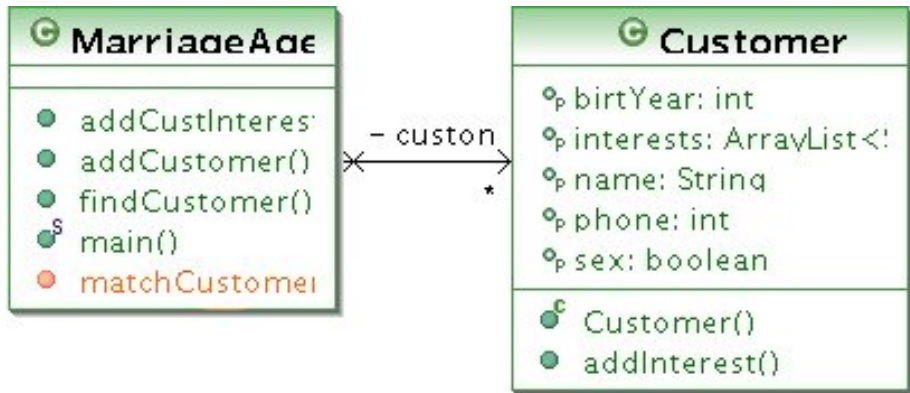 C MarriageAge
addCustInterest
addCustomer()
findCustomer()
S main()
matchCustomer
- custon
*
C Customer
P birtYear: int
P interests: ArrayList<S
P name: String
P phone: int
P sex: boolean
C Customer()
addInterest()